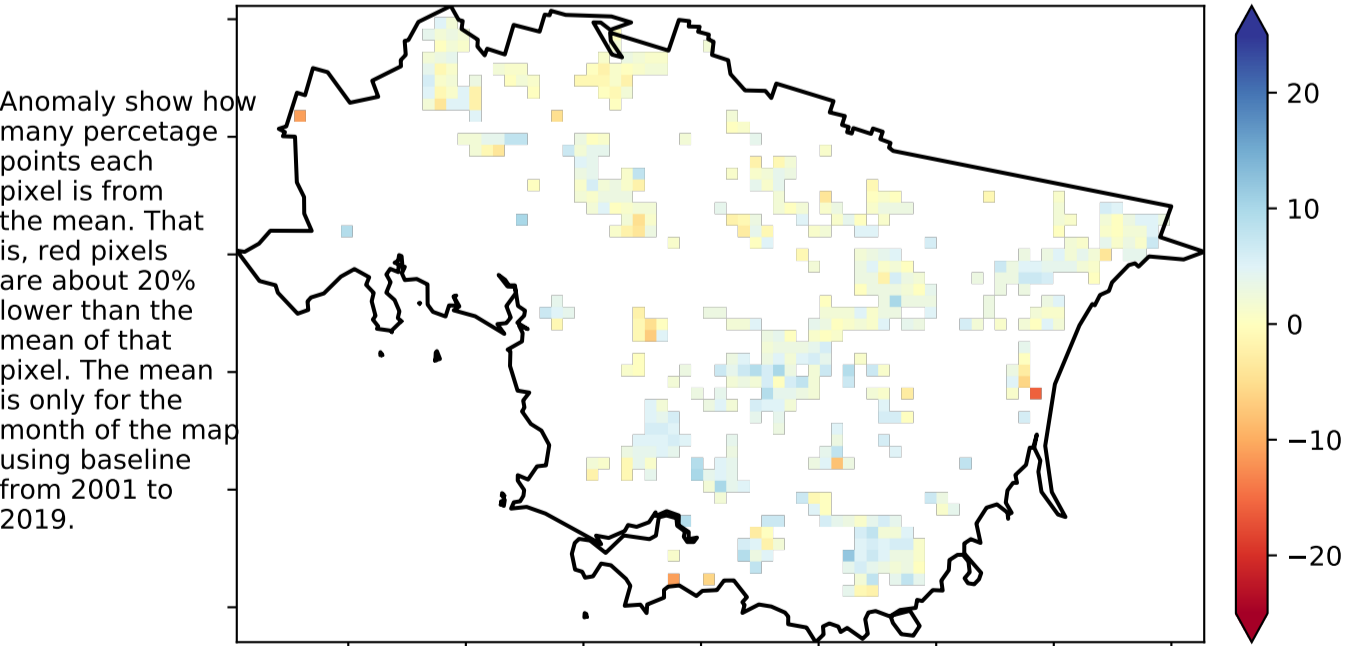 Anomaly show how
many percetage
points each
pixel is from
the mean. That
is, red pixels
are about 20%
lower than the
mean of that
pixel. The mean
is only for the
month of the map
using baseline
from 2001 to
2019.
20
10
0
−10
−20